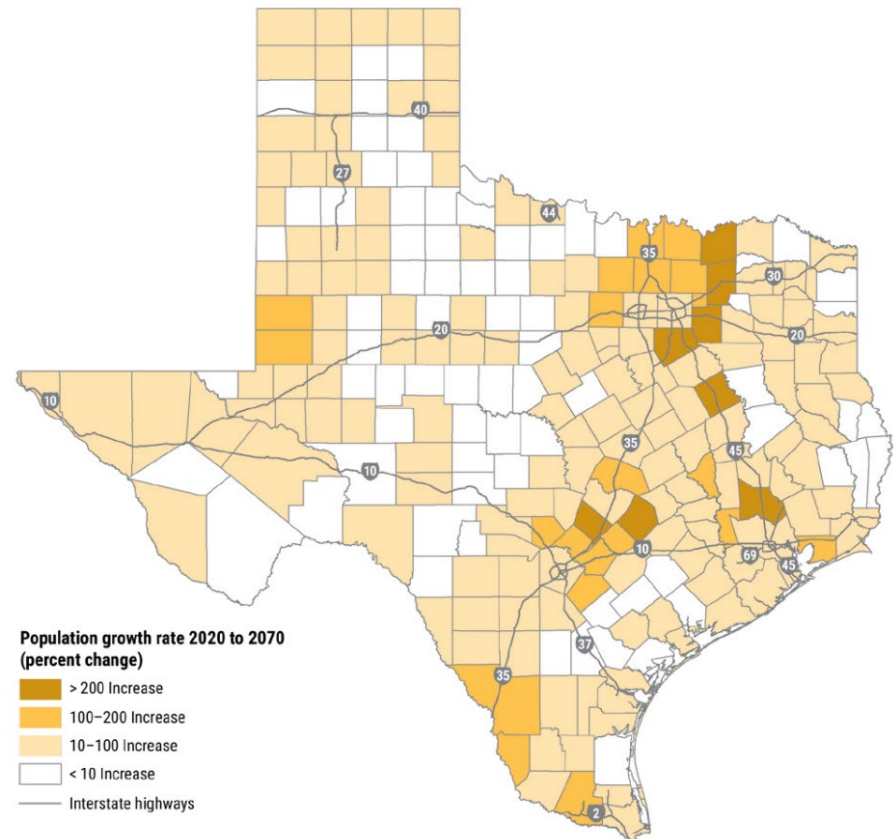 40
27
44
35
30
20
20
10
35
45
10
10
69
45
37
35
2
Population growth rate 2020 to 2070
(percent change)
> 200 Increase
100–200 Increase
10–100 Increase
< 10 Increase
Interstate highways